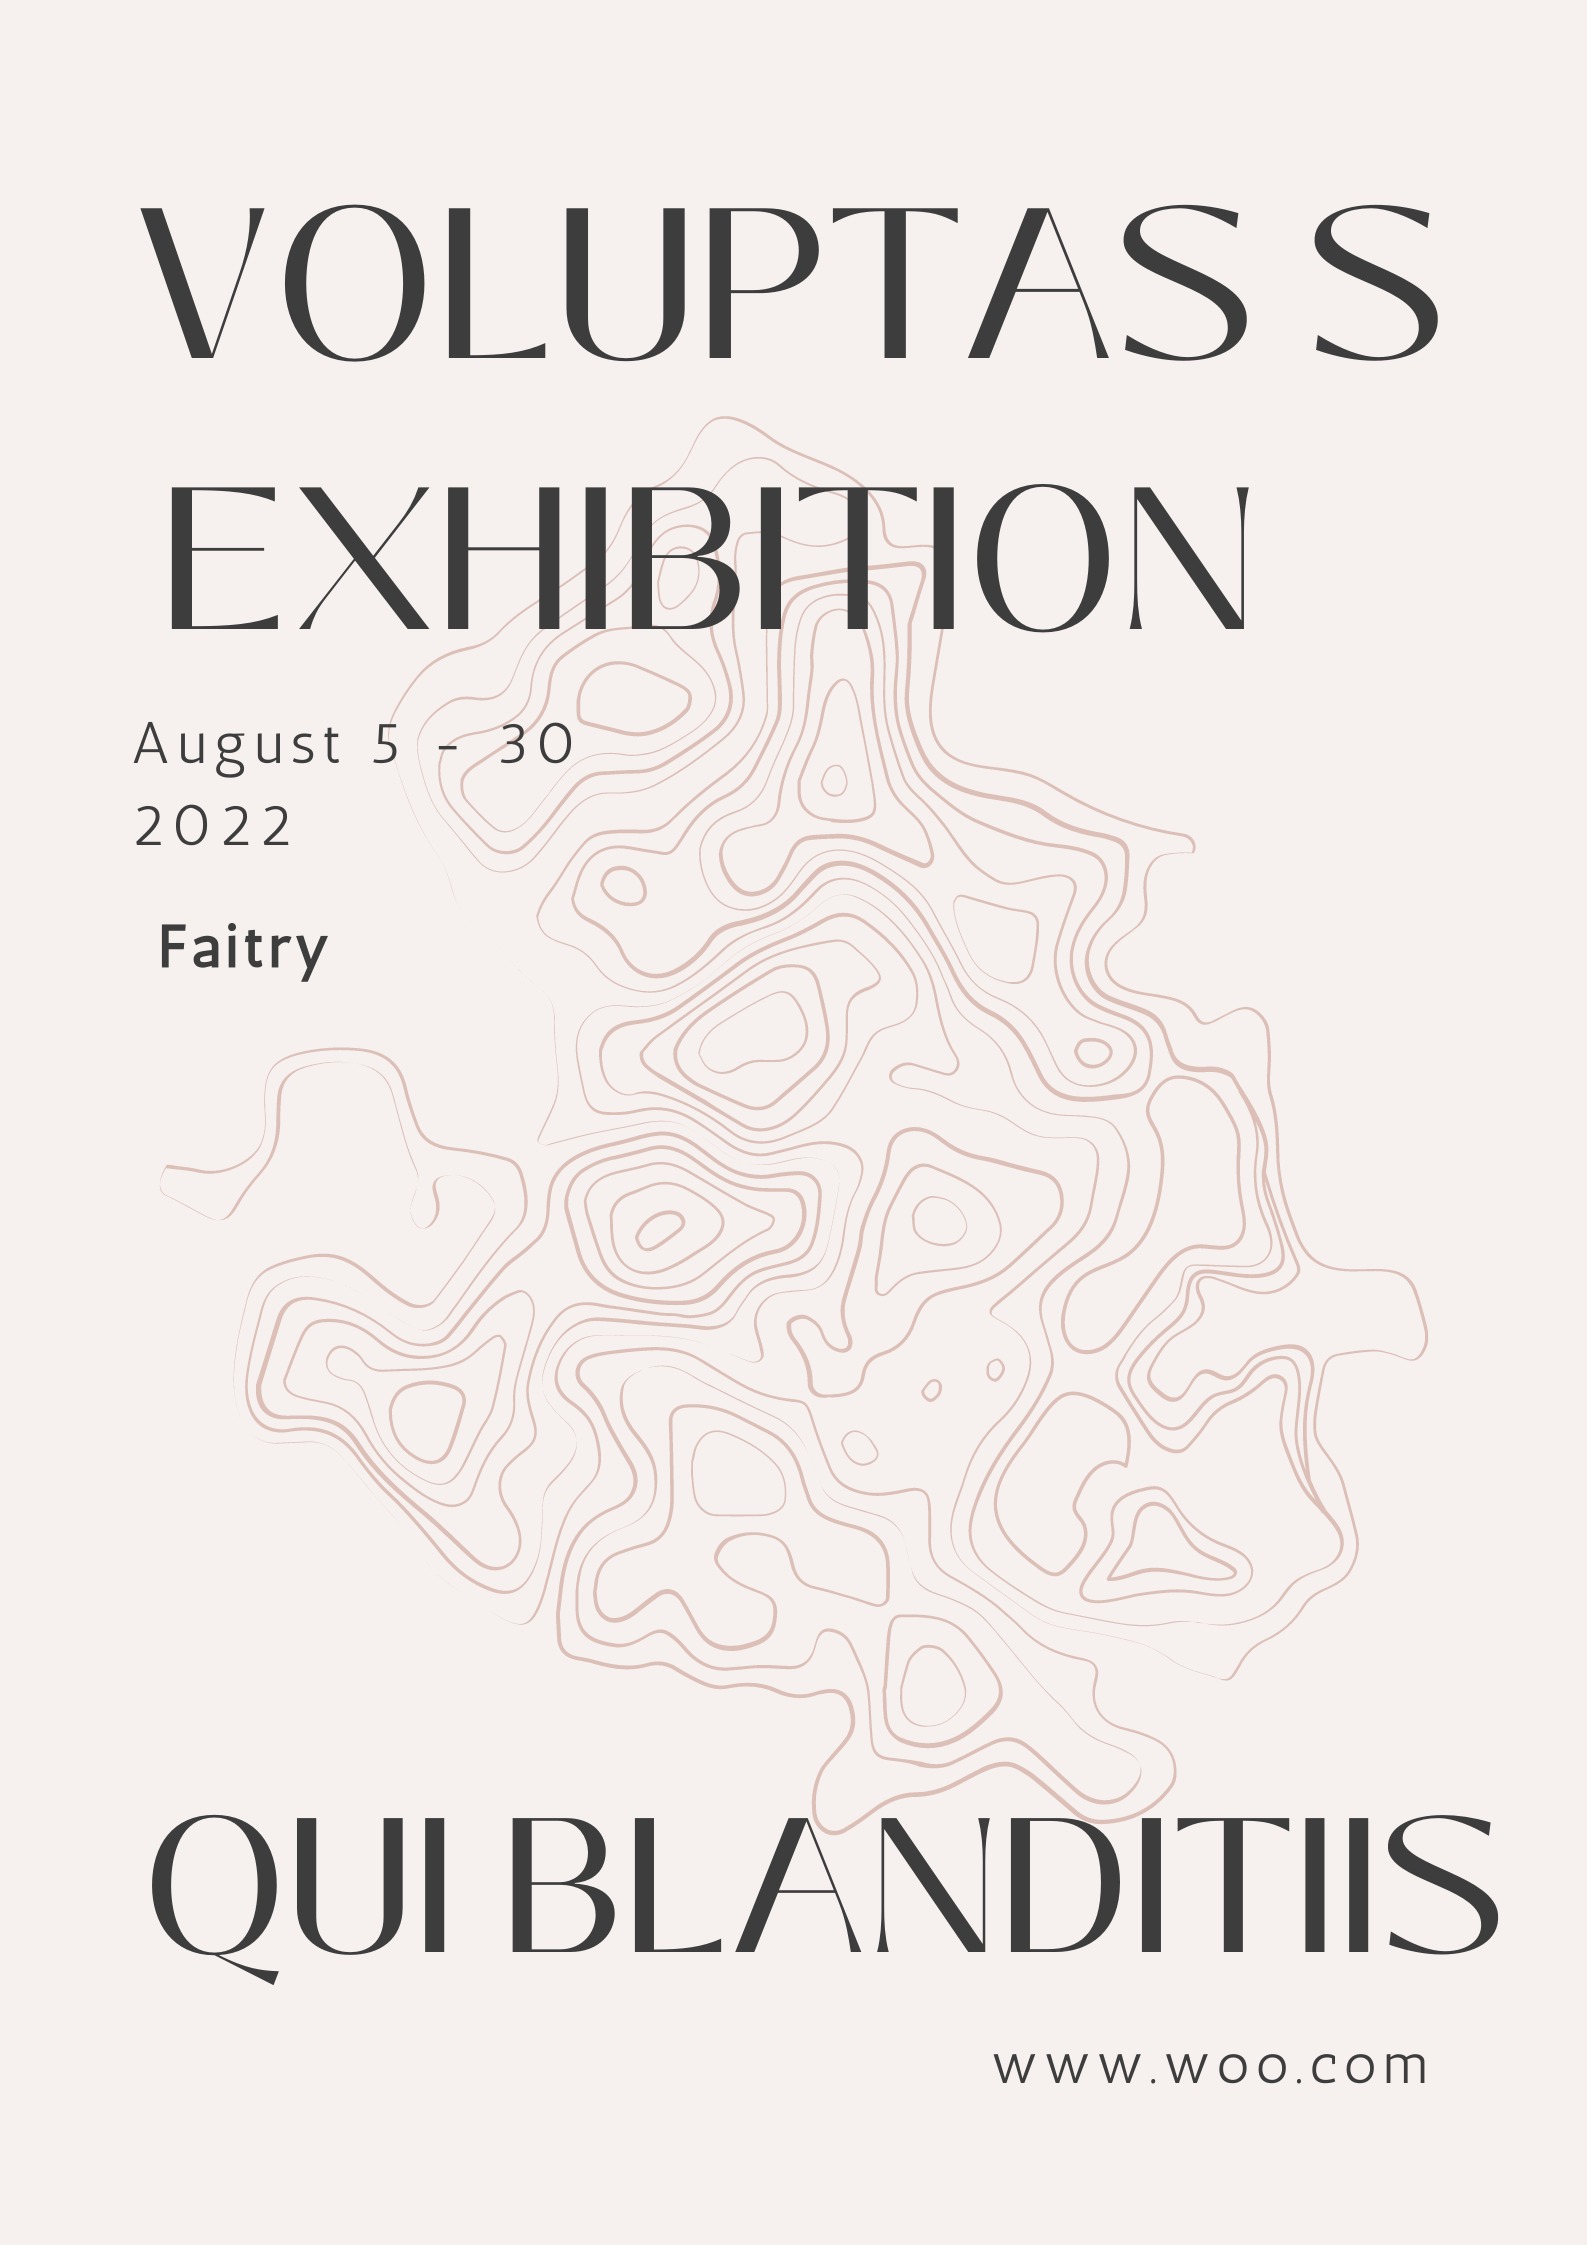 VOLUPTAS S
EXHIBITION
August 5 - 30
2022
Faitry
QUI BLANDITIIS
www.woo.com